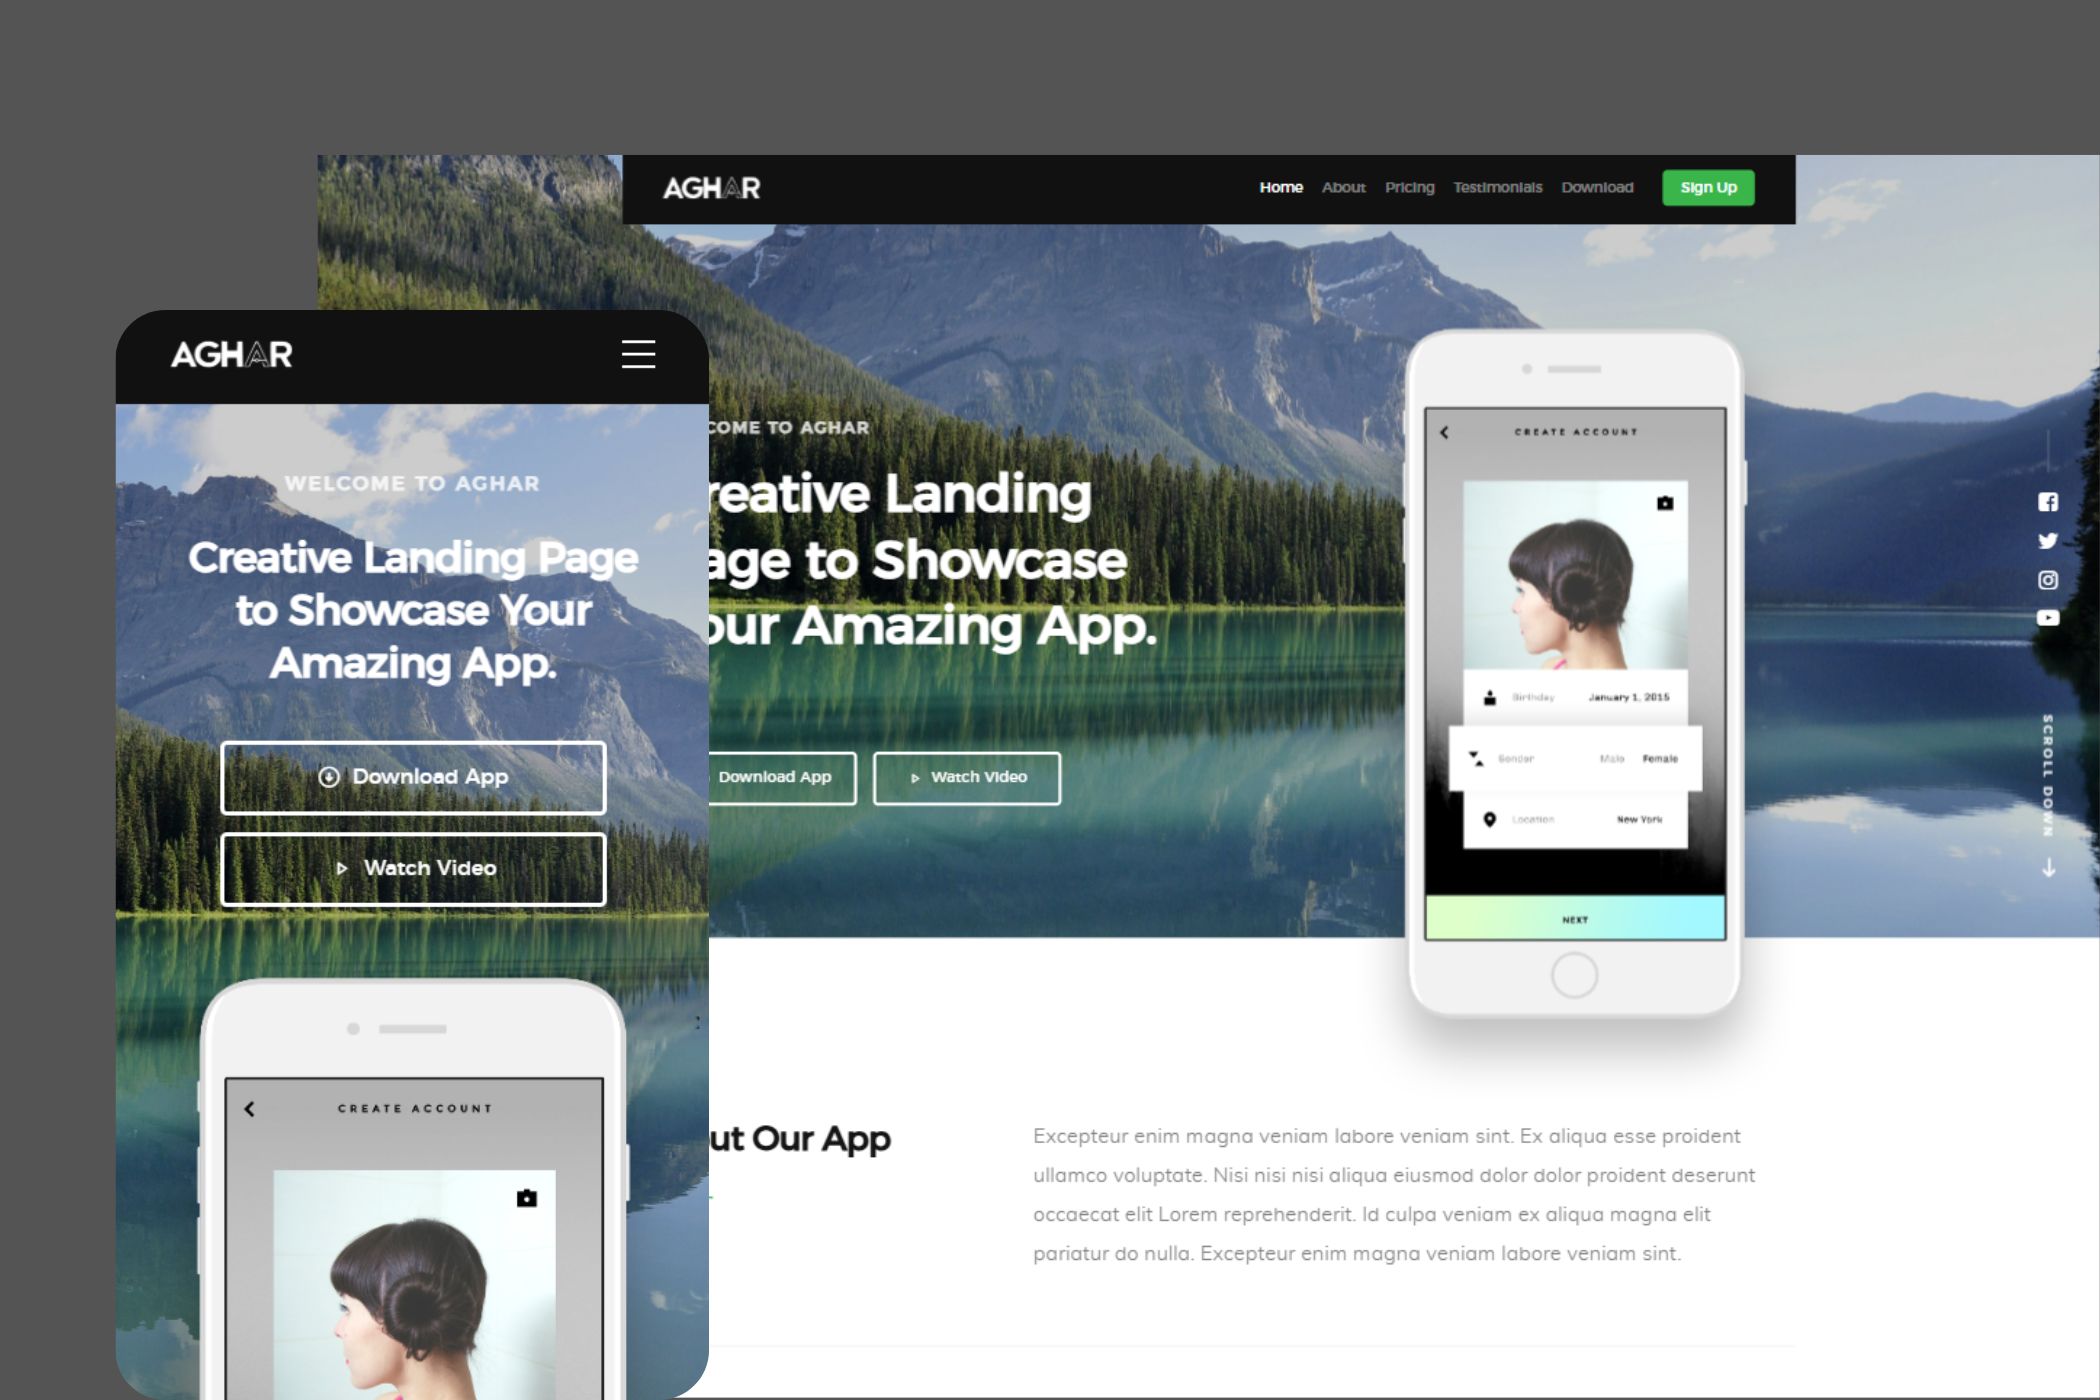 AGHAR
Home About Pricing Testimonials Download Sign Up
AGHAR
WELCOME TO AGHAR
Creative Landing Page
to Showcase Your
Amazing App.
Download App
Watch Video
CREATE ACCOUNT
COME TO AGHAR
reative Landing
age to Showcase
our Amazing App.
Download App
Watch Video
CREATE ACCOUNT
Birthday January 1, 2015
Gender Male Female
Location New York
NEXT
SCROLL DOWN
ut Our App
Excepteur enim magna veniam labore veniam sint. Ex aliqua esse proident
ullamco voluptate. Nisi nisi nisi aliqua eiusmod dolor dolor proident deserunt
occaecat elit Lorem reprehenderit. Id culpa veniam ex aliqua magna elit
pariatur do nulla. Excepteur enim magna veniam labore veniam sint.